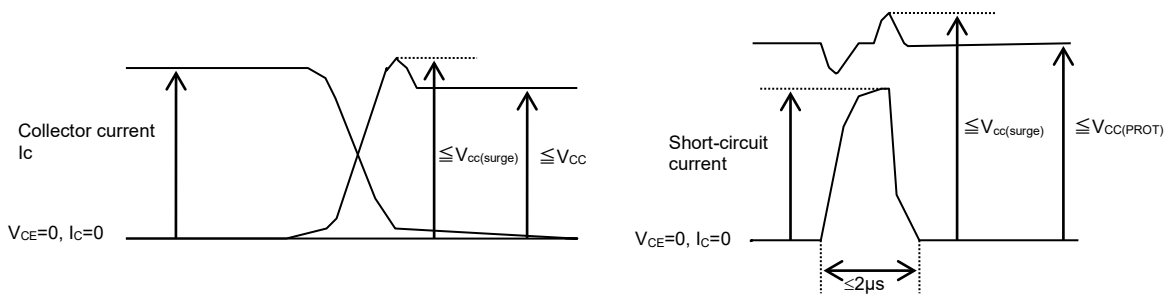 Collector current
Ic
≦Vcc(surge)
≦VCC
VCE=0, IC=0
Short-circuit
current
≦Vcc(surge)
≦VCC(PROT)
VCE=0, IC=0
≤2μs